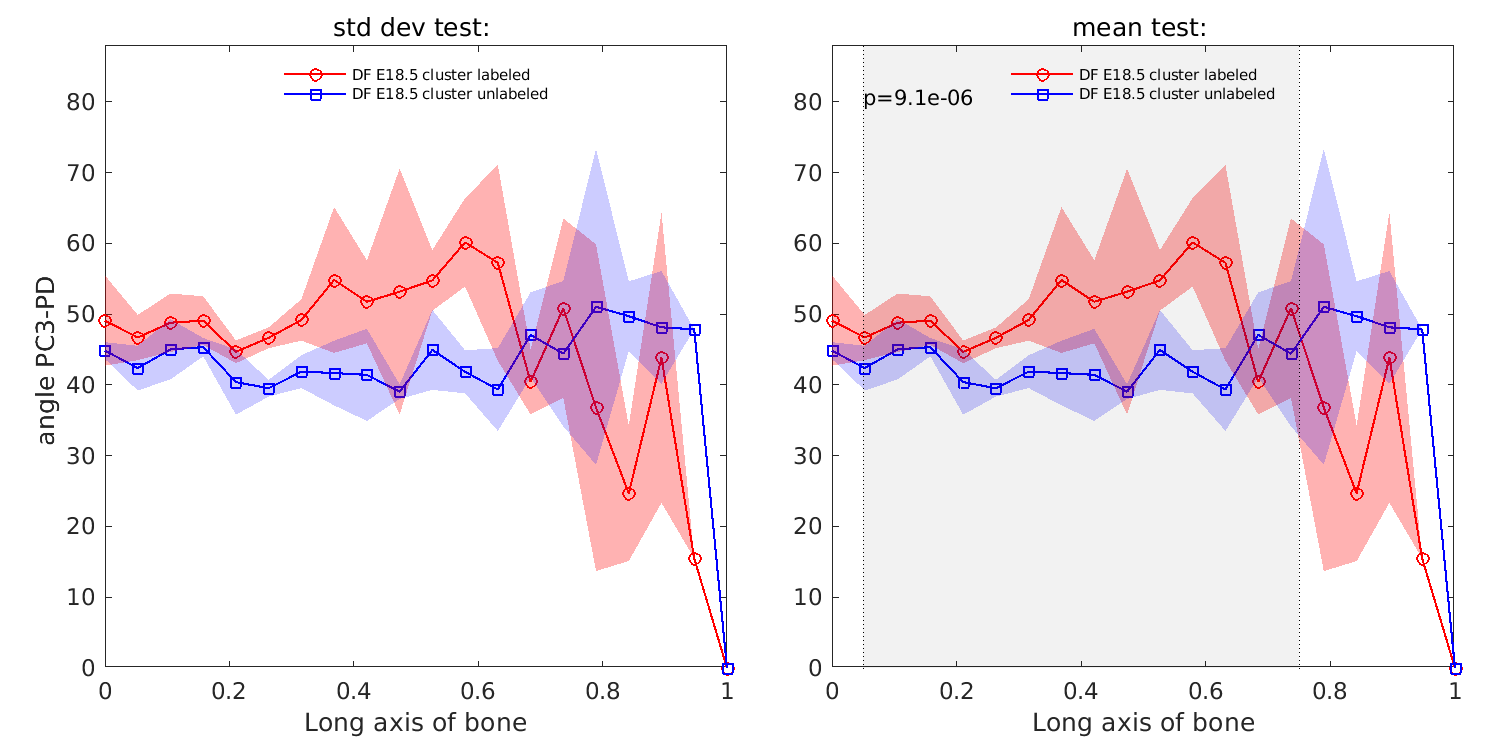 std dev test:
DF E18.5 cluster labeled
DF E18.5 cluster unlabeled
angle PC3-PD
80
70
60
50
40
30
20
10
0
0 0.2 0.4 0.6 0.8 1
Long axis of bone
mean test:
DF E18.5 cluster labeled
DF E18.5 cluster unlabeled
p=9.1e-06
80
70
60
50
40
30
20
10
0
0 0.2 0.4 0.6 0.8 1
Long axis of bone